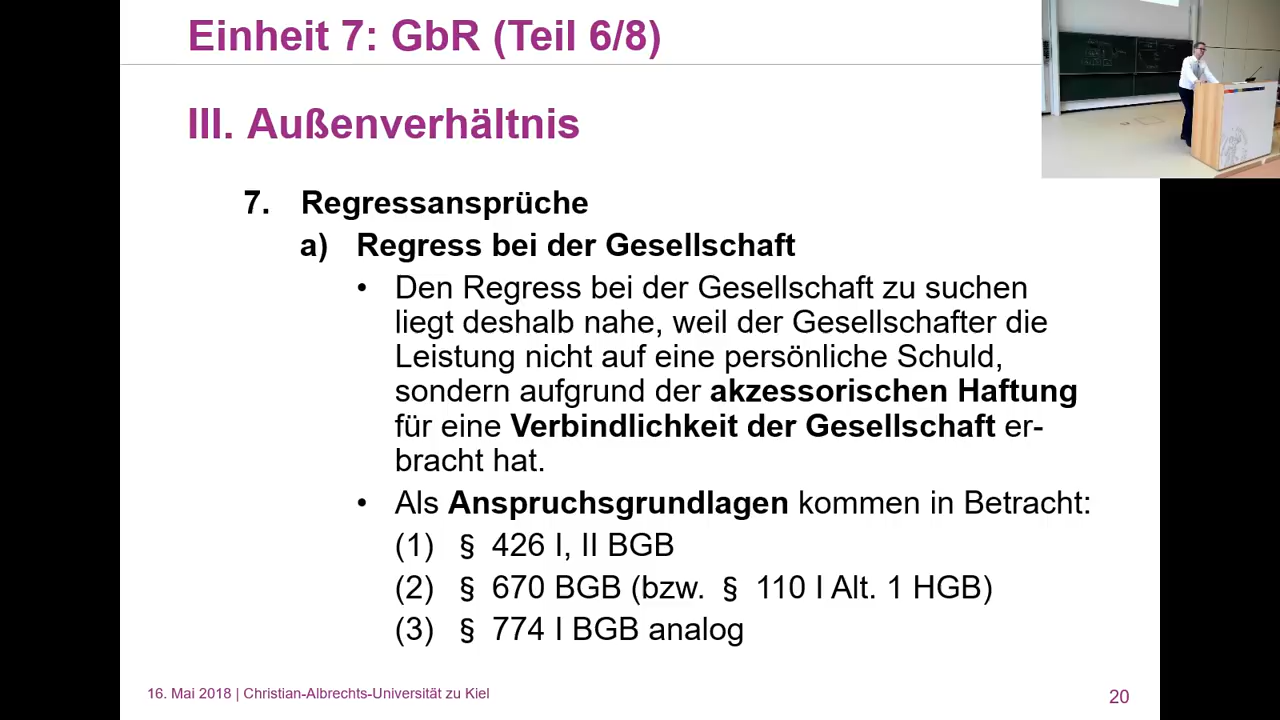 Einheit 7: GbR (Teil 6/8)
III. Außenverhältnis
7. Regressansprüche
a) Regress bei der Gesellschaft
• Den Regress bei der Gesellschaft zu suchen
liegt deshalb nahe, weil der Gesellschafter die
Leistung nicht auf eine persönliche Schuld,
sondern aufgrund der akzessorischen Haftung
für eine Verbindlichkeit der Gesellschaft er-
bracht hat.
• Als Anspruchsgrundlagen kommen in Betracht:
(1) § 426 I, II BGB
(2) § 670 BGB (bzw. § 110 I Alt. 1 HGB)
(3) § 774 I BGB analog
16. Mai 2018 | Christian-Albrechts-Universität zu Kiel
20